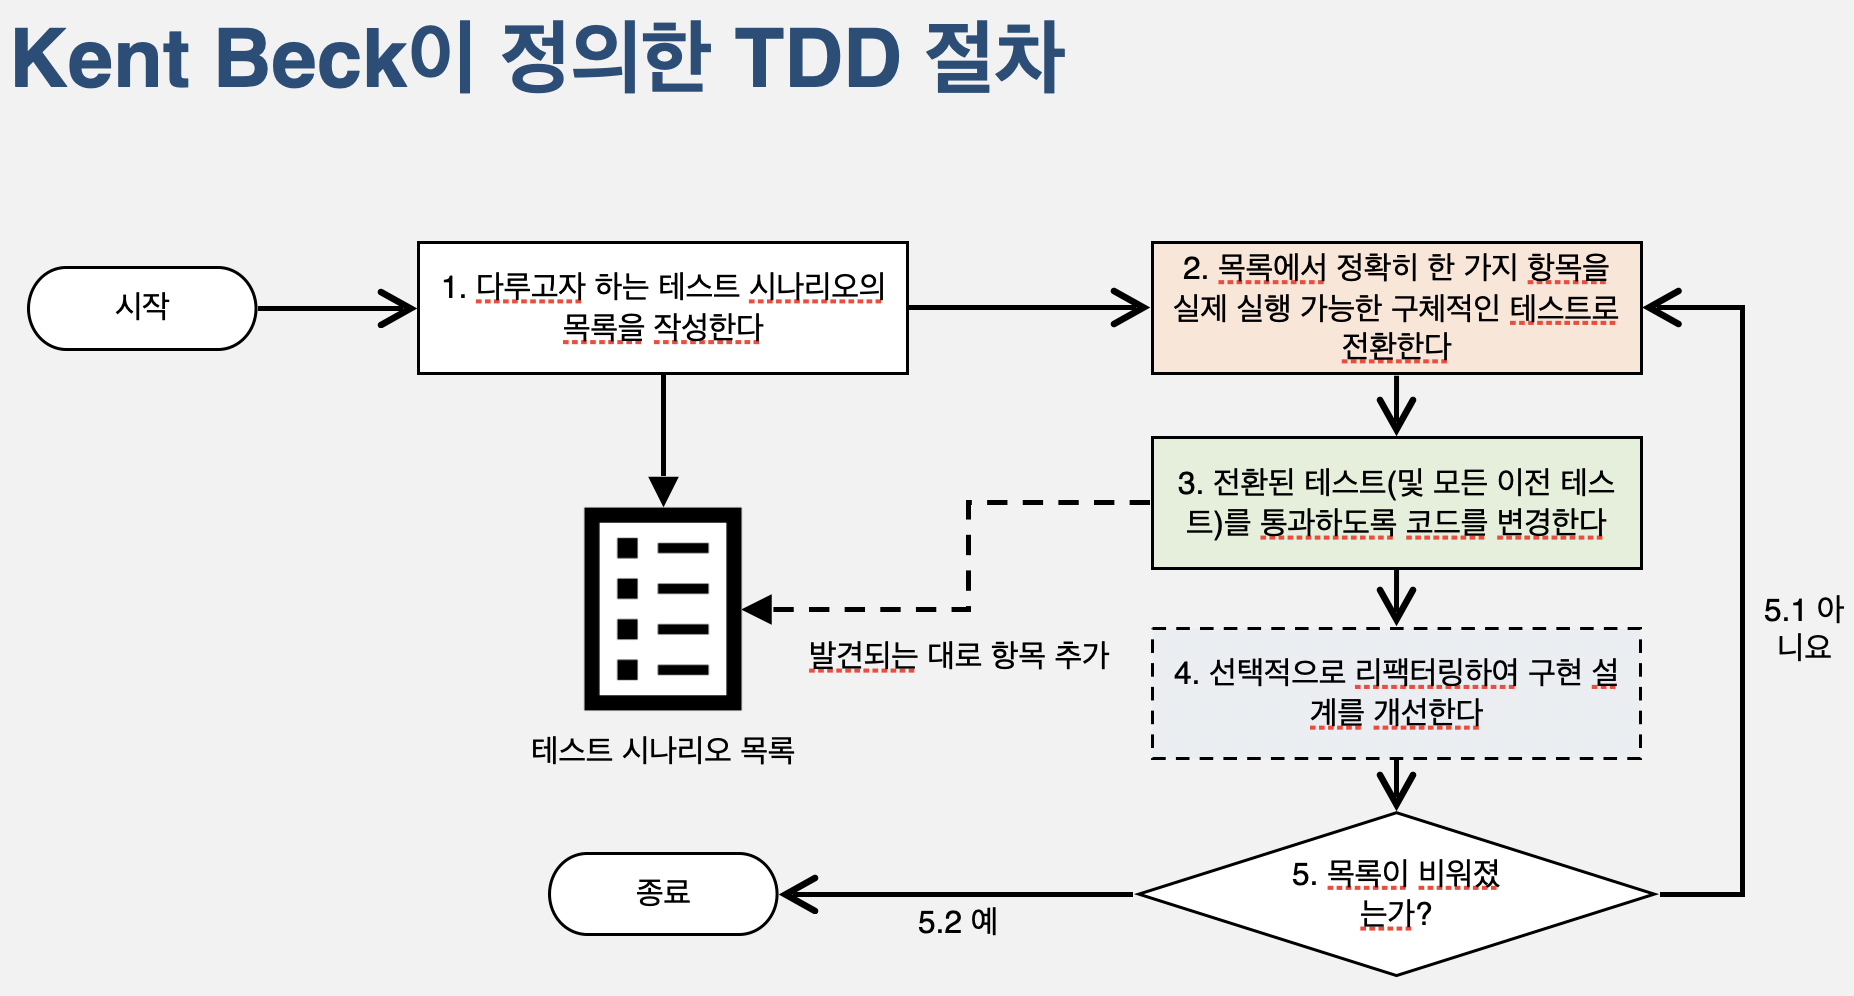 Kent Beck이 정의한 TDD 절차
시작
1. 다루고자 하는 테스트 시나리오의
목록을 작성한다
2. 목록에서 정확히 한 가지 항목을
실제 실행 가능한 구체적인 테스트로
전환한다
3. 전환된 테스트(및 모든 이전 테스
트)를 통과하도록 코드를 변경한다
발견되는 대로 항목 추가
4. 선택적으로 리팩터링하여 구현 설
계를 개선한다
5.1 아
니요
테스트 시나리오 목록
5. 목록이 비워졌
는가?
5.2 예
종료